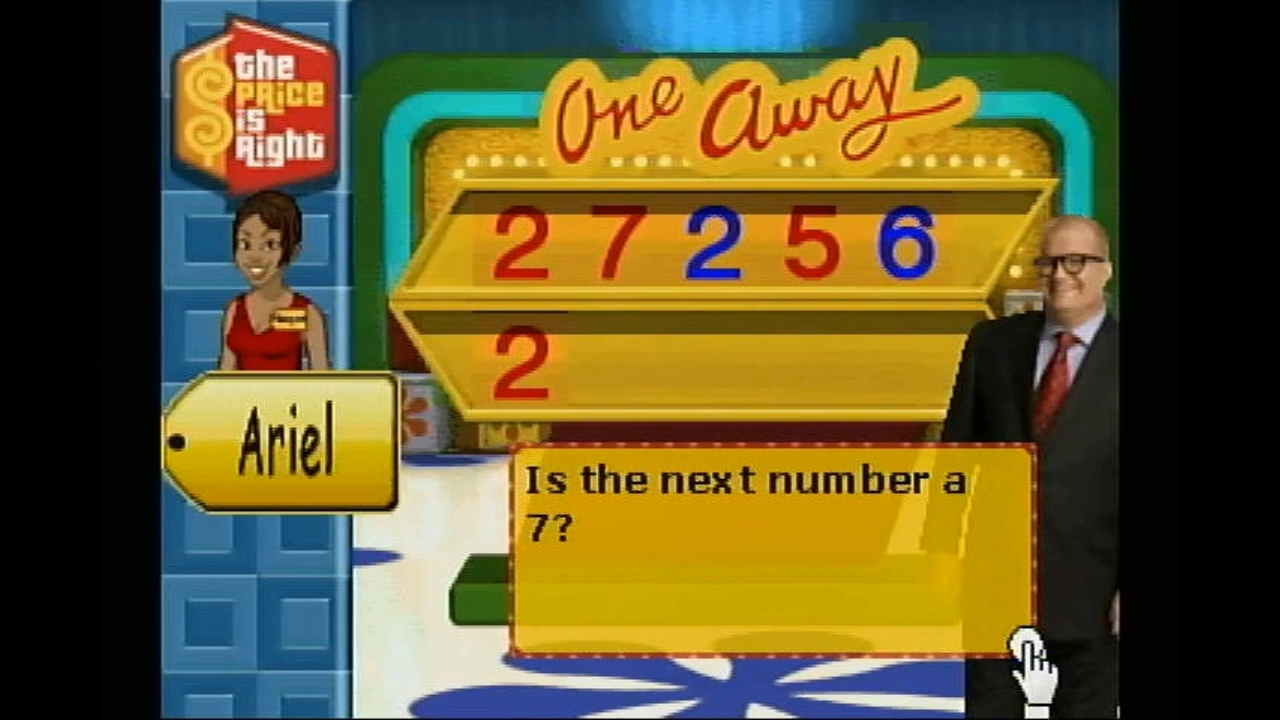 the
PRICE
is
Right
One Away
2 7 2 5 6
2
Ariel
Is the next number a
7?